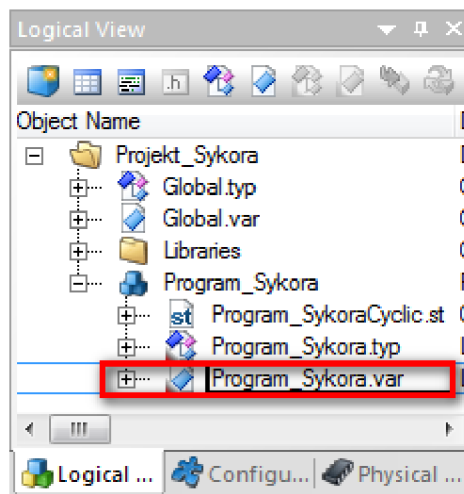 Logical View
.h
Object Name
Projekt_Sykora
Global.typ
Global.var
Libraries
Program_Sykora
st Program_SykoraCyclic.st
Program_Sykora.typ
Program_Sykora.var
Logical ... Configu... Physical ...